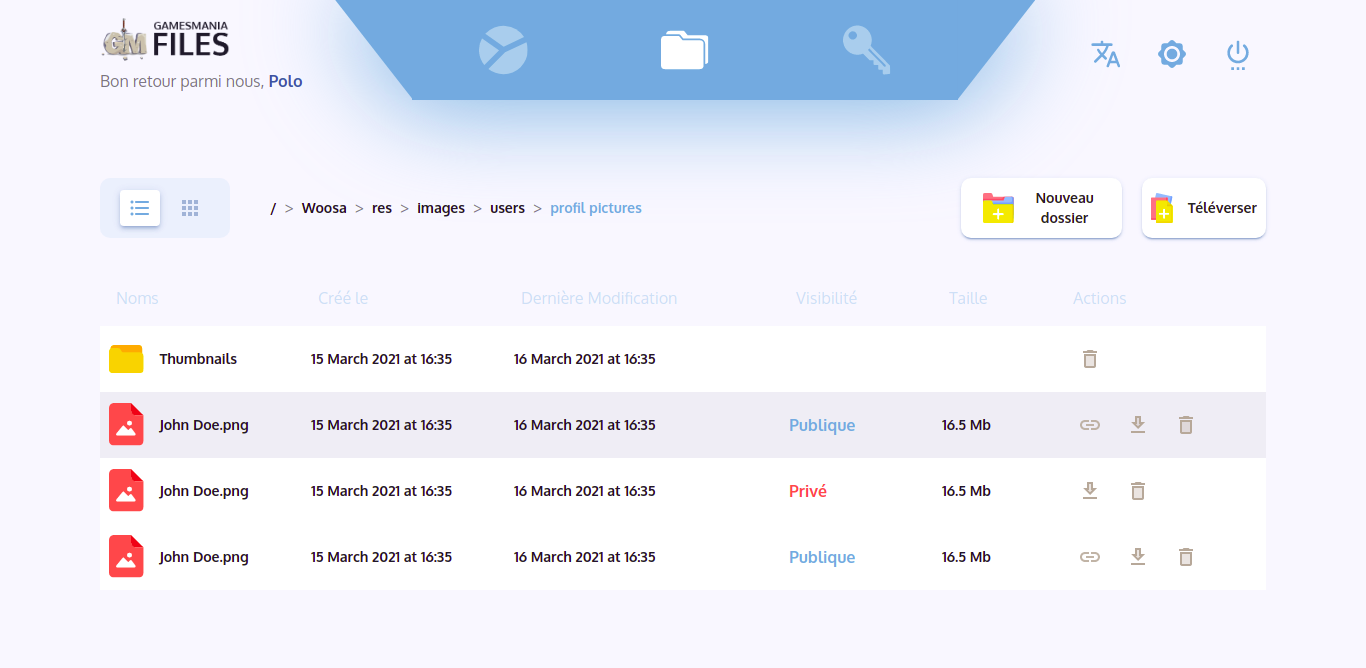 GAMESMANIA
GM FILES
Bon retour parmi nous, Polo
/ > Woosa > res > images > users > profil pictures
Nouveau
dossier
Téléverser
Noms Créé le Dernière Modification Visibilité Taille Actions
Thumbnails 15 March 2021 at 16:35 16 March 2021 at 16:35
John Doe.png 15 March 2021 at 16:35 16 March 2021 at 16:35 Publique 16.5 Mb
John Doe.png 15 March 2021 at 16:35 16 March 2021 at 16:35 Privé 16.5 Mb
John Doe.png 15 March 2021 at 16:35 16 March 2021 at 16:35 Publique 16.5 Mb